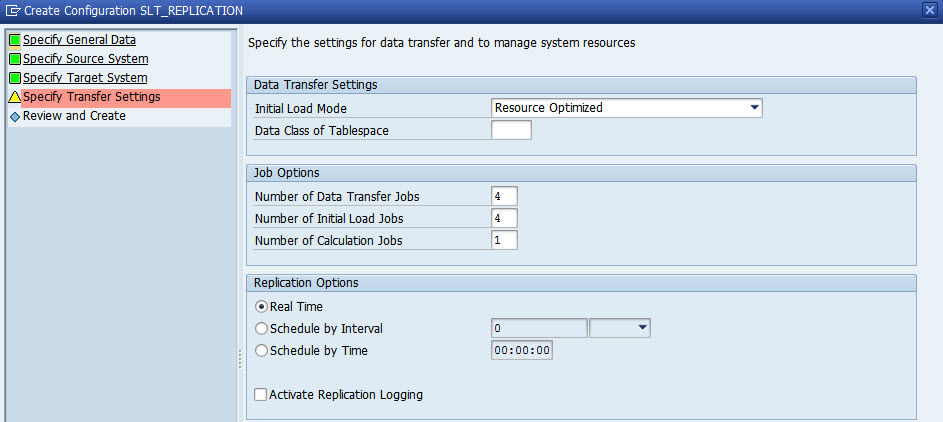 Create Configuration SLT_REPLICATION
Specify General Data
Specify Source System
Specify Target System
Specify Transfer Settings
Review and Create
Specify the settings for data transfer and to manage system resources
Data Transfer Settings
Initial Load Mode Resource Optimized
Data Class of Tablespace
Job Options
Number of Data Transfer Jobs 4
Number of Initial Load Jobs 4
Number of Calculation Jobs 1
Replication Options
Real Time
Schedule by Interval 0
Schedule by Time 00:00:00
Activate Replication Logging